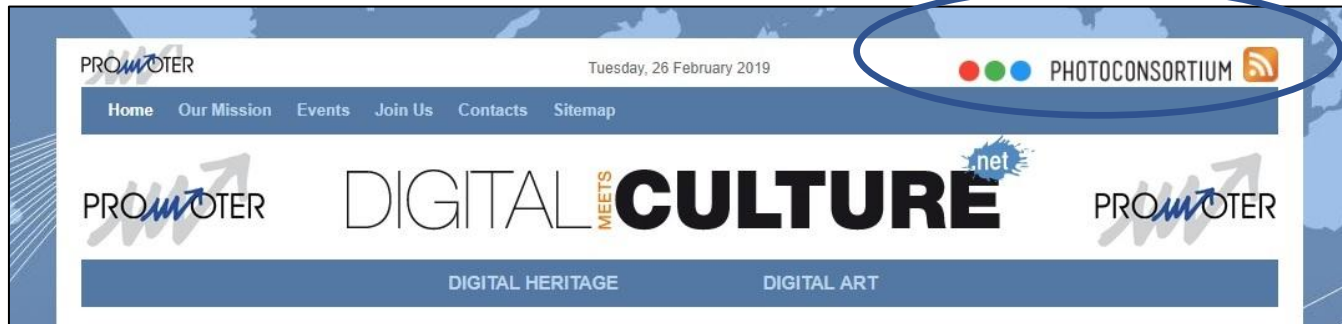 PROMOTER Tuesday, 26 February 2019 PHOTOCONSORTIUM
Home Our Mission Events Join Us Contacts Sitemap
PROMOTER DIGITAL MEETS CULTURE .net PROMOTER
DIGITAL HERITAGE DIGITAL ART